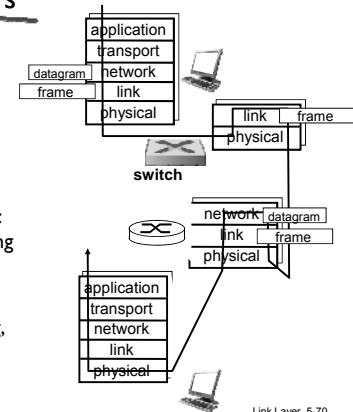 s
application
transport
datagram
network
frame
link
physical
link
frame
physical
switch
:
ng
network
datagram
link
frame
physical
application
transport
network
link
physical
,
Link Layer 5-70